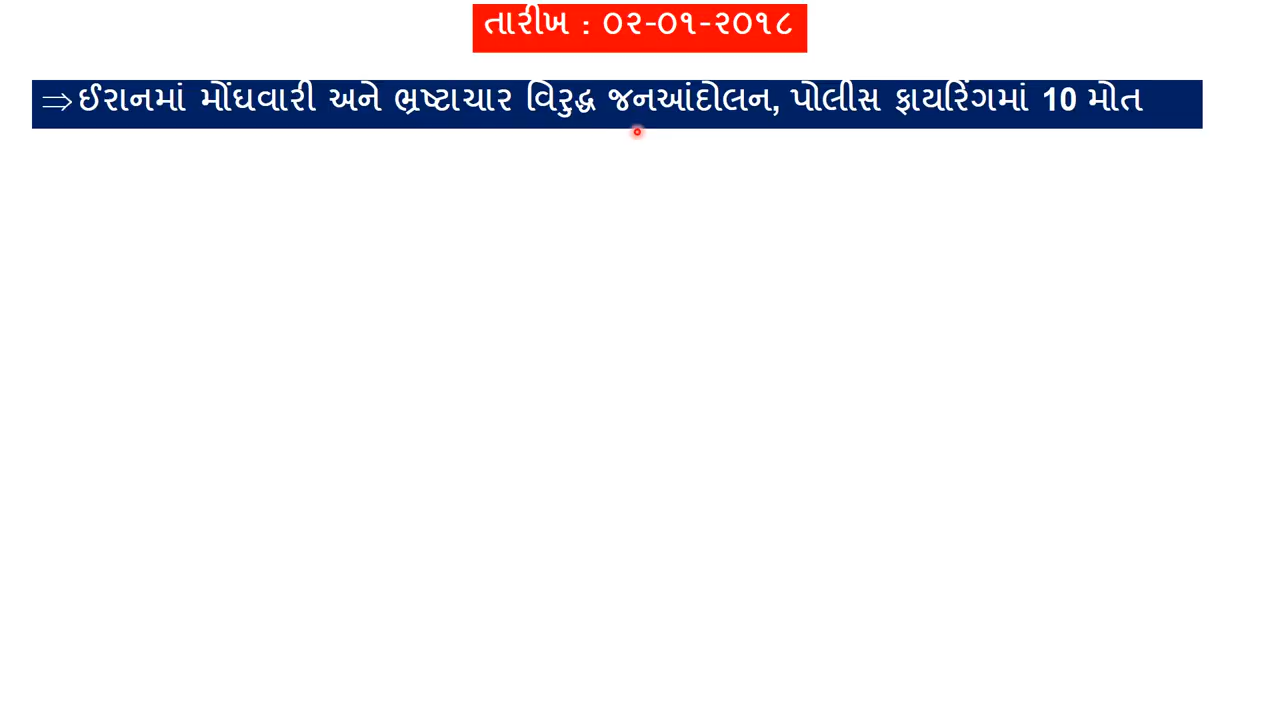 તારીખ : ૦૨-૦૧-૨૦૧૮
⇒ઈરાનમાં મોંઘવારી અને ભ્રષ્ટાચાર વિરુદ્ધ જનઆંદોલન, પોલીસ ફાયરિંગમાં 10 મોત